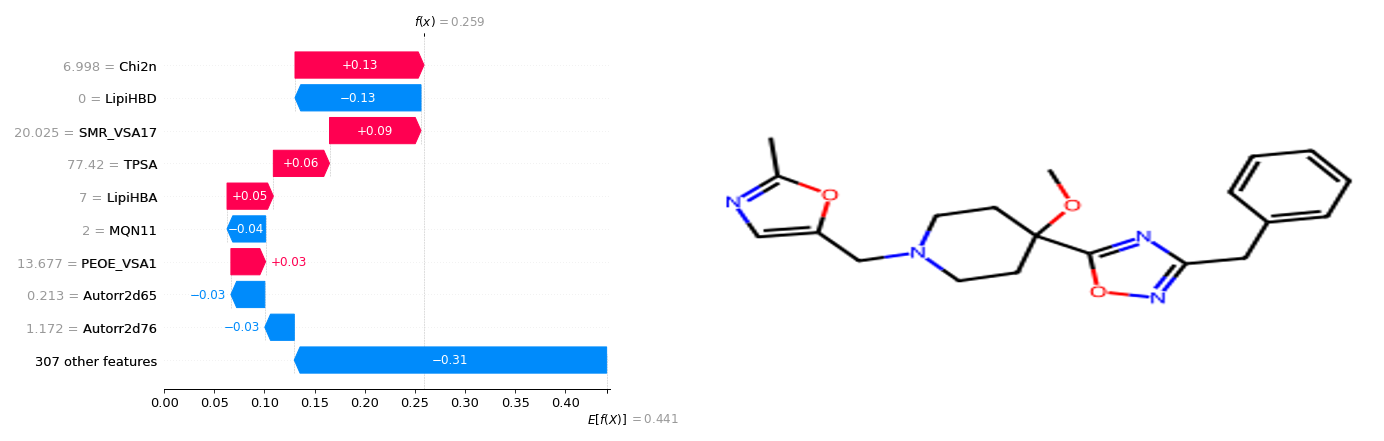 f(x) = 0.259
6.998 = Chi2n
+0.13
0 = LipiHBD
−0.13
20.025 = SMR_VSA17
+0.09
77.42 = TPSA
+0.06
7 = LipiHBA
+0.05
2 = MQN11
−0.04
13.677 = PEOE_VSA1
+0.03
0.213 = Autorr2d65
−0.03
1.172 = Autorr2d76
−0.03
307 other features
−0.31
0.00 0.05 0.10 0.15 0.20 0.25 0.30 0.35 0.40
E[f(X)] = 0.441
N
O
N
O
N
O
N